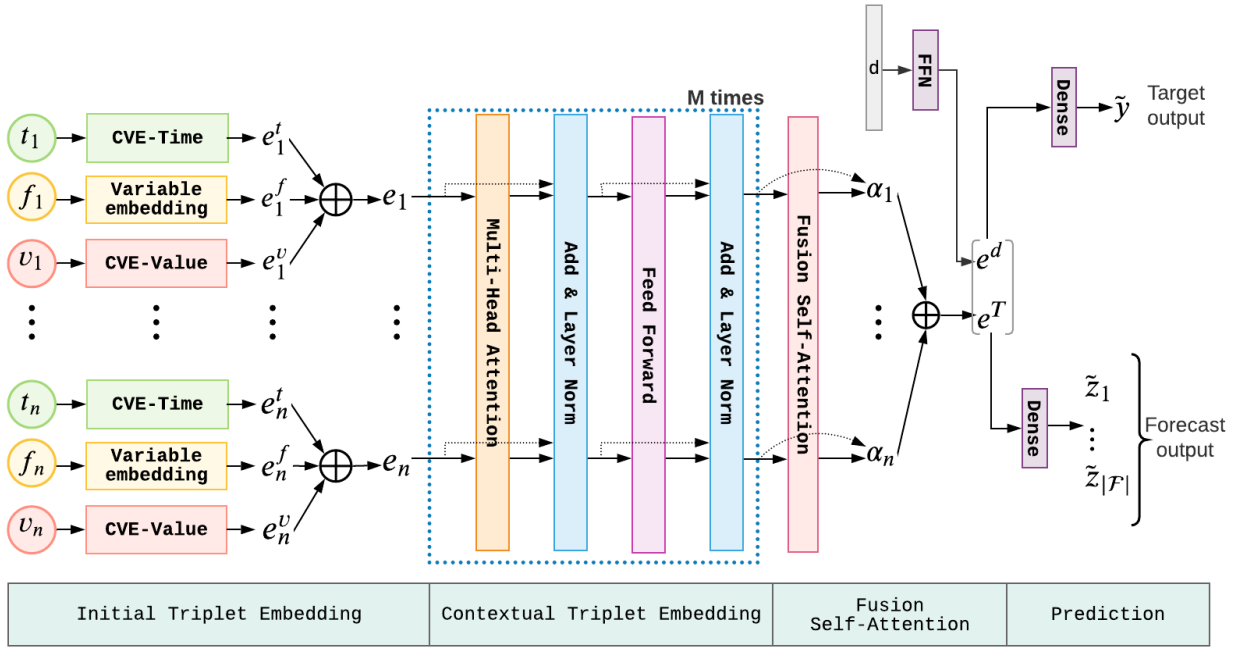 M times
d
FFN
Dense
ỹ
Target
output
t₁
CVE-Time
e₁ᵗ
f₁
Variable
embedding
e₁ᶠ
e₁
v₁
CVE-Value
e₁ᵛ
Multi-Head Attention
Add & Layer Norm
Feed Forward
Add & Layer Norm
Fusion Self-Attention
α₁
eᵈ
eᵀ
tₙ
CVE-Time
eₙᵗ
fₙ
Variable
embedding
eₙᶠ
eₙ
vₙ
CVE-Value
eₙᵛ
αₙ
Dense
z̃₁
z̃|ℱ|
Forecast
output
Initial Triplet Embedding
Contextual Triplet Embedding
Fusion
Self-Attention
Prediction